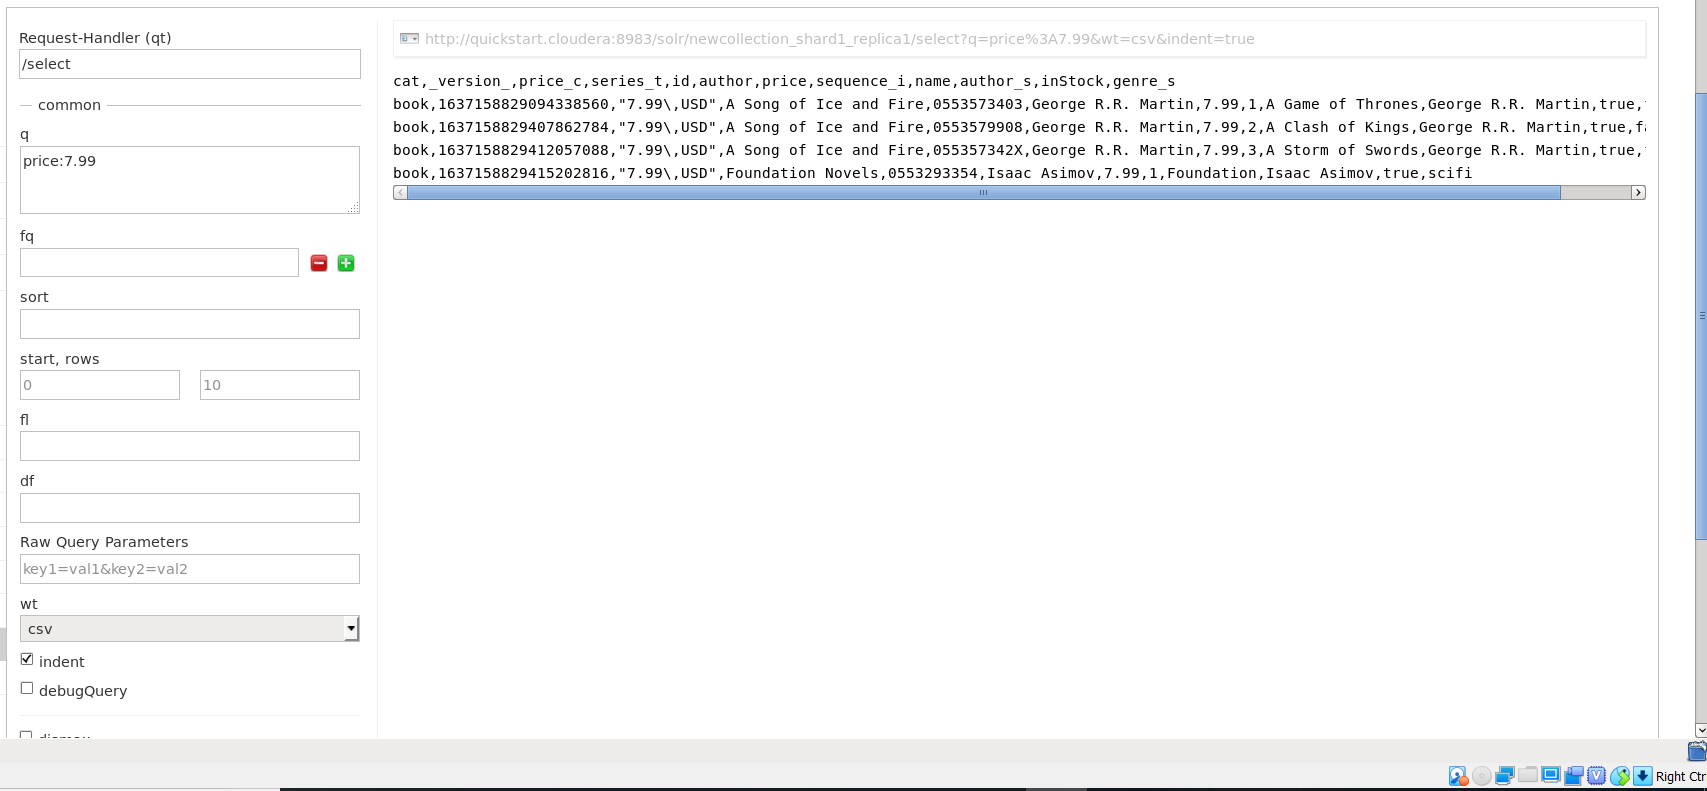 Request-Handler (qt)
/select
common
q
price:7.99
fq
sort
start, rows
0 10
fl
df
Raw Query Parameters
key1=val1&key2=val2
wt
csv
indent
debugQuery
http://quickstart.cloudera:8983/solr/newcollection_shard1_replica1/select?q=price%3A7.99&wt=csv&indent=true
cat,_version_,price_c,series_t,id,author,price,sequence_i,name,author_s,inStock,genre_s
book,1637158829094338560,"7.99\,USD",A Song of Ice and Fire,0553573403,George R.R. Martin,7.99,1,A Game of Thrones,George R.R. Martin,true,
book,1637158829407862784,"7.99\,USD",A Song of Ice and Fire,0553579908,George R.R. Martin,7.99,2,A Clash of Kings,George R.R. Martin,true,fa
book,1637158829412057088,"7.99\,USD",A Song of Ice and Fire,055357342X,George R.R. Martin,7.99,3,A Storm of Swords,George R.R. Martin,true,
book,1637158829415202816,"7.99\,USD",Foundation Novels,0553293354,Isaac Asimov,7.99,1,Foundation,Isaac Asimov,true,scifi
Right Ctr